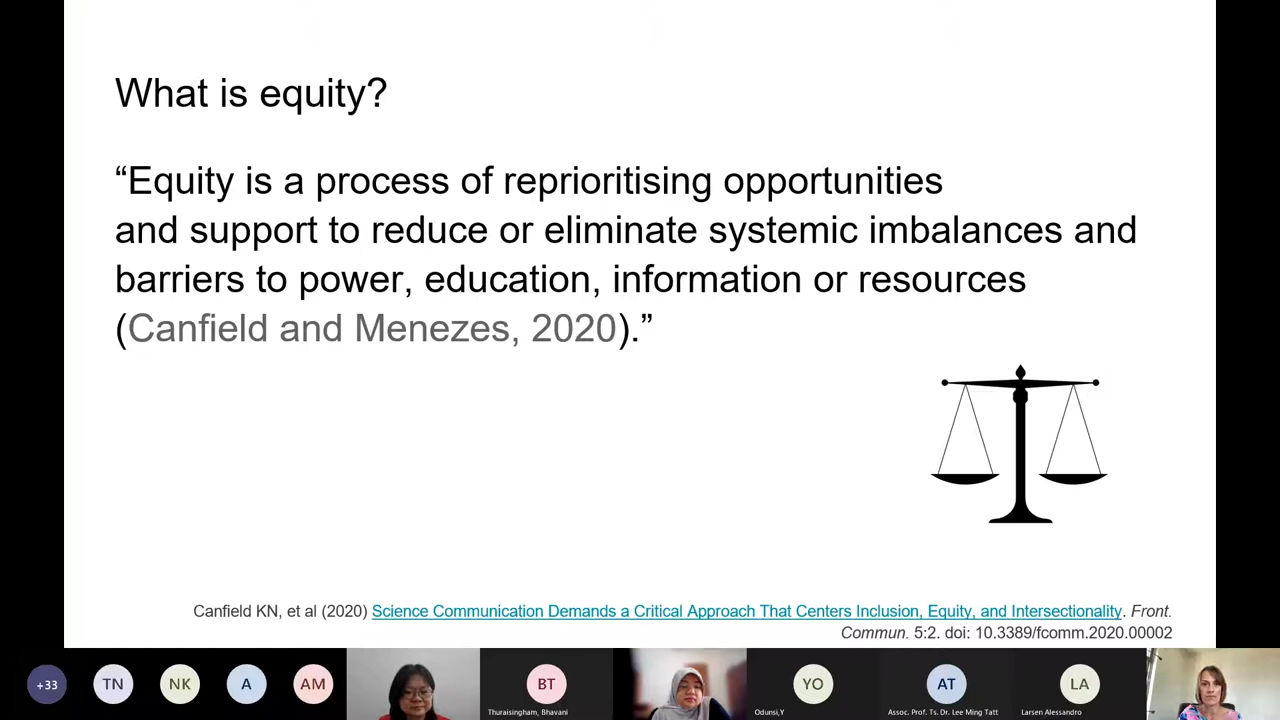 What is equity?
“Equity is a process of reprioritising opportunities
and support to reduce or eliminate systemic imbalances and
barriers to power, education, information or resources
(Canfield and Menezes, 2020).”
Canfield KN, et al (2020) Science Communication Demands a Critical Approach That Centers Inclusion, Equity, and Intersectionality. Front.
Commun. 5:2. doi: 10.3389/fcomm.2020.00002
+33
TN
NK
A
AM
BT
Thuraisingham, Bhavani
YO
Odunsi,Y
AT
Assoc. Prof. Ts. Dr. Lee Ming Tatt
LA
Larsen Alessandro